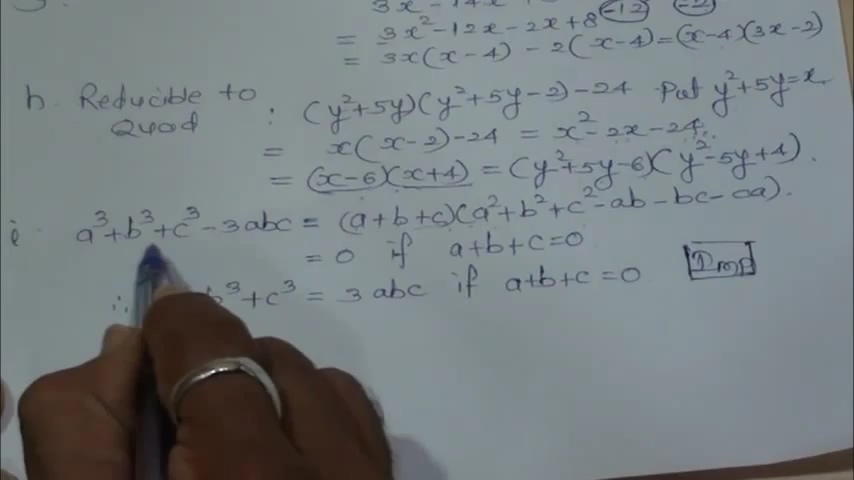 3x² - 12x - 2x + 8 -12 -2
= 3x(x-4) - 2(x-4) = (x-4)(3x-2)
h. Reducible to Quad : (y²+5y)(y²+5y-2)-24 Put y²+5y=x
= x(x-2)-24 = x²-2x-24
= (x-6)(x+4) = (y²+5y-6)(y²-5y+4).
i. a³+b³+c³-3abc = (a+b+c)(a²+b²+c²-ab-bc-ca).
= 0 if a+b+c=0
∴ b³+c³ = 3abc if a+b+c=0 Imp